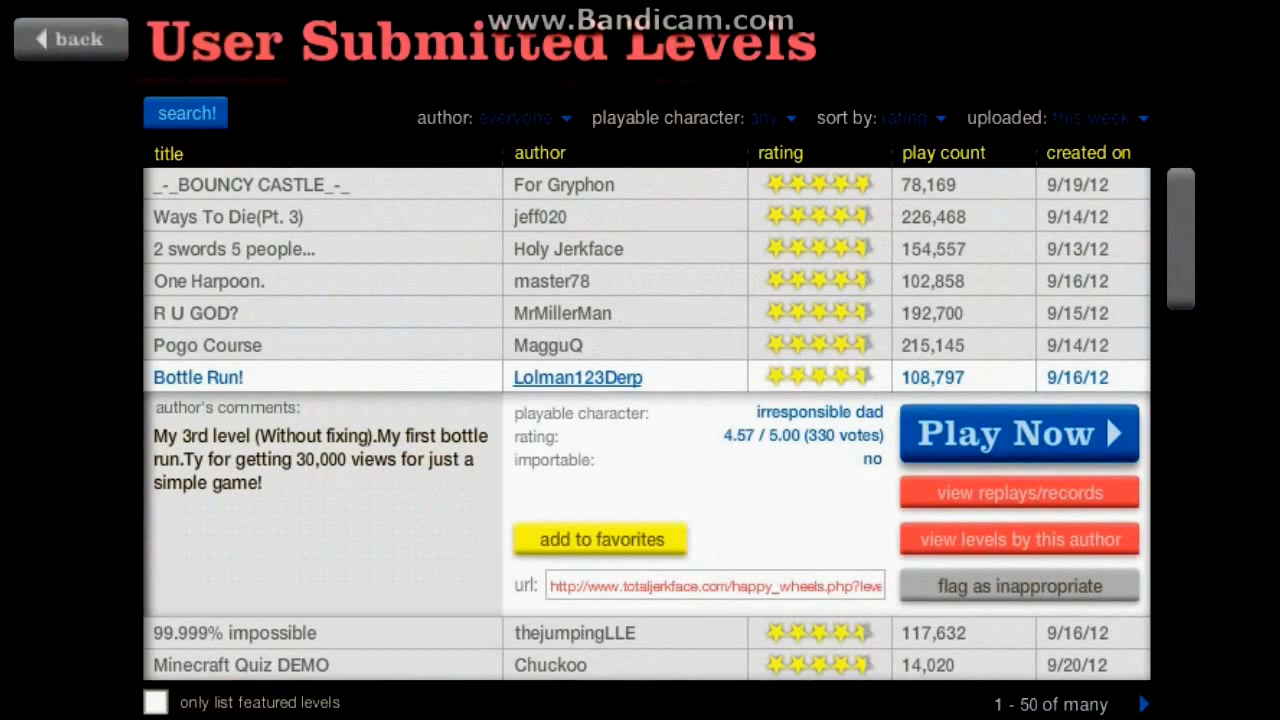 www.Bandicam.com
back
User Submitted Levels
search!
author: everyone playable character: any sort by: rating uploaded: this week
title author rating play count created on
_-_BOUNCY CASTLE_-_ For Gryphon 78,169 9/19/12
Ways To Die(Pt. 3) jeff020 226,468 9/14/12
2 swords 5 people... Holy Jerkface 154,557 9/13/12
One Harpoon. master78 102,858 9/16/12
R U GOD? MrMillerMan 192,700 9/15/12
Pogo Course MagguQ 215,145 9/14/12
Bottle Run! Lolman123Derp 108,797 9/16/12
author's comments:
My 3rd level (Without fixing).My first bottle
run.Ty for getting 30,000 views for just a
simple game!
playable character: irresponsible dad
rating: 4.57 / 5.00 (330 votes)
importable: no
add to favorites
url: http://www.totaljerkface.com/happy_wheels.php?leve
Play Now
view replays/records
view levels by this author
flag as inappropriate
99.999% impossible thejumpingLLE 117,632 9/16/12
Minecraft Quiz DEMO Chuckoo 14,020 9/20/12
only list featured levels 1 - 50 of many